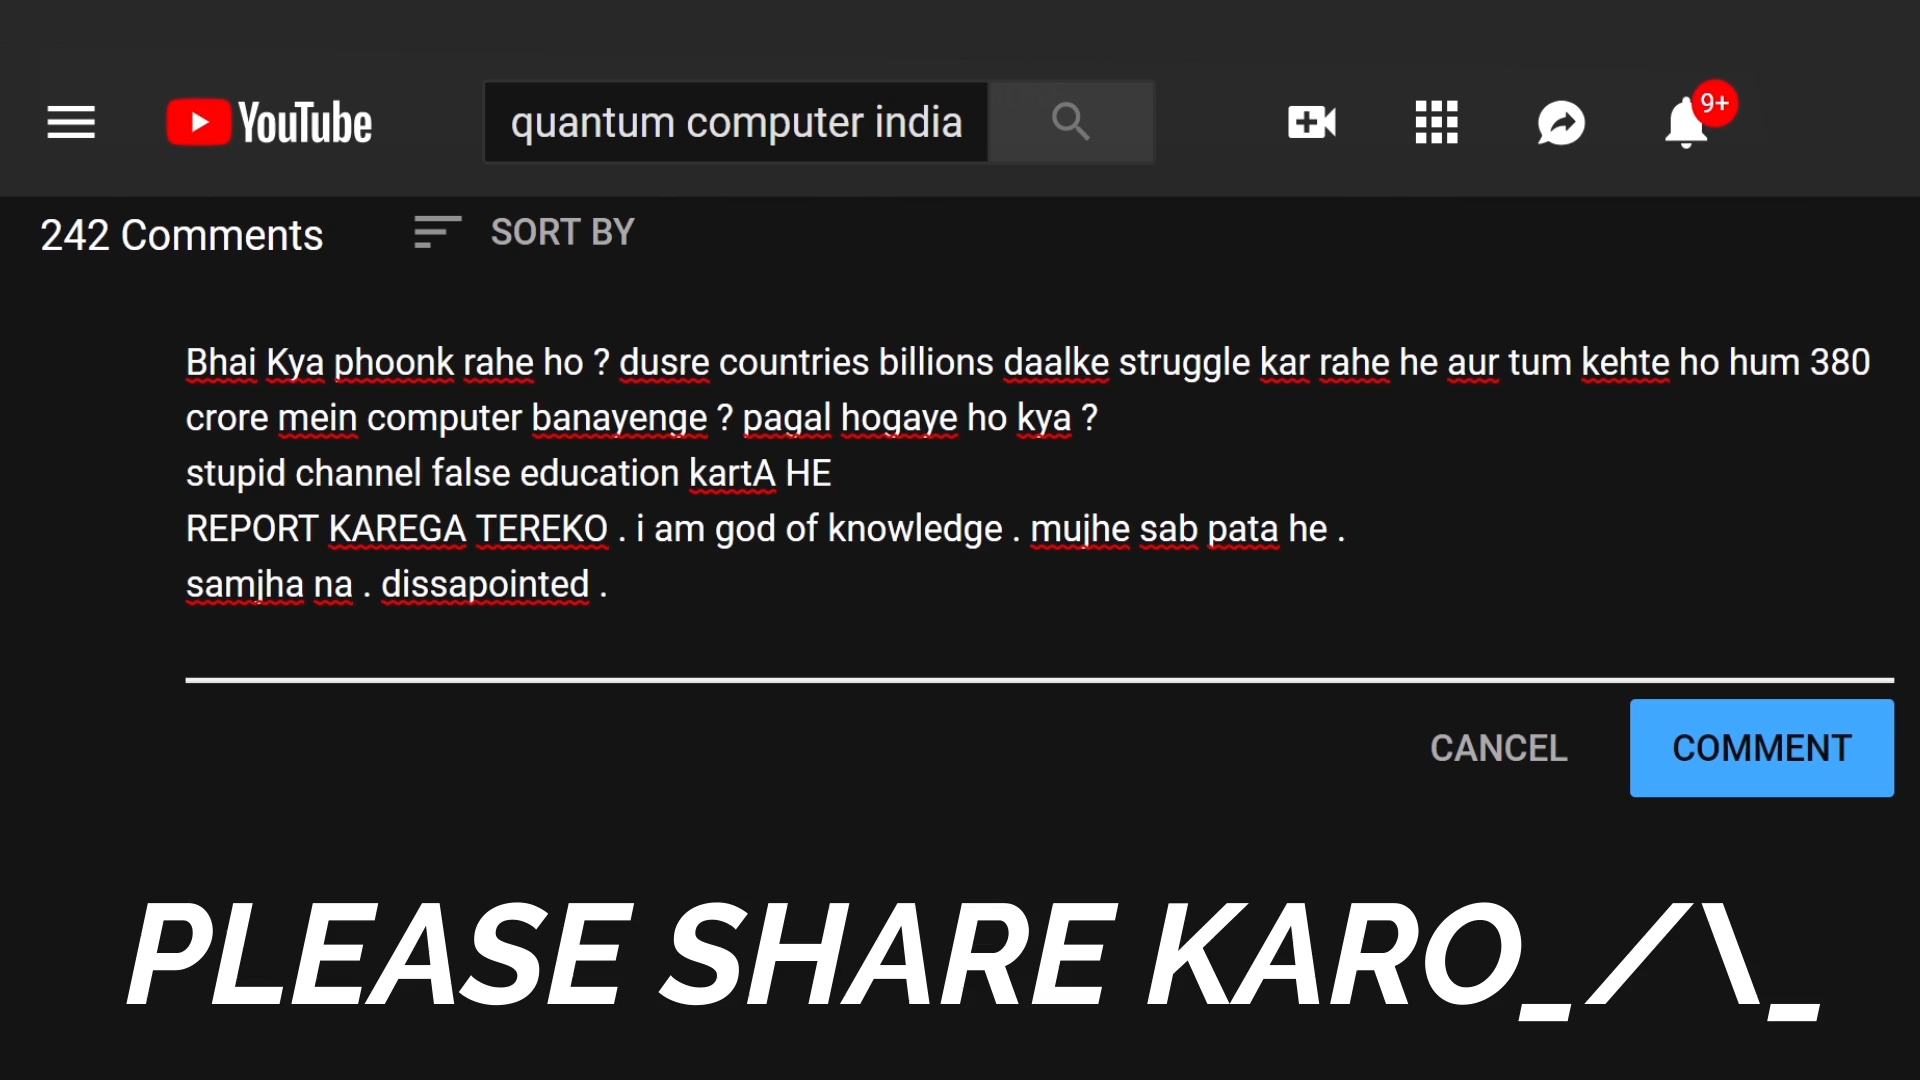 YouTube
quantum computer india
9+
242 Comments
SORT BY
Bhai Kya phoonk rahe ho ? dusre countries billions daalke struggle kar rahe he aur tum kehte ho hum 380
crore mein computer banayenge ? pagal hogaye ho kya ?
stupid channel false education kartA HE
REPORT KAREGA TEREKO . i am god of knowledge . mujhe sab pata he .
samjha na . dissapointed .
CANCEL
COMMENT
PLEASE SHARE KARO_/\_